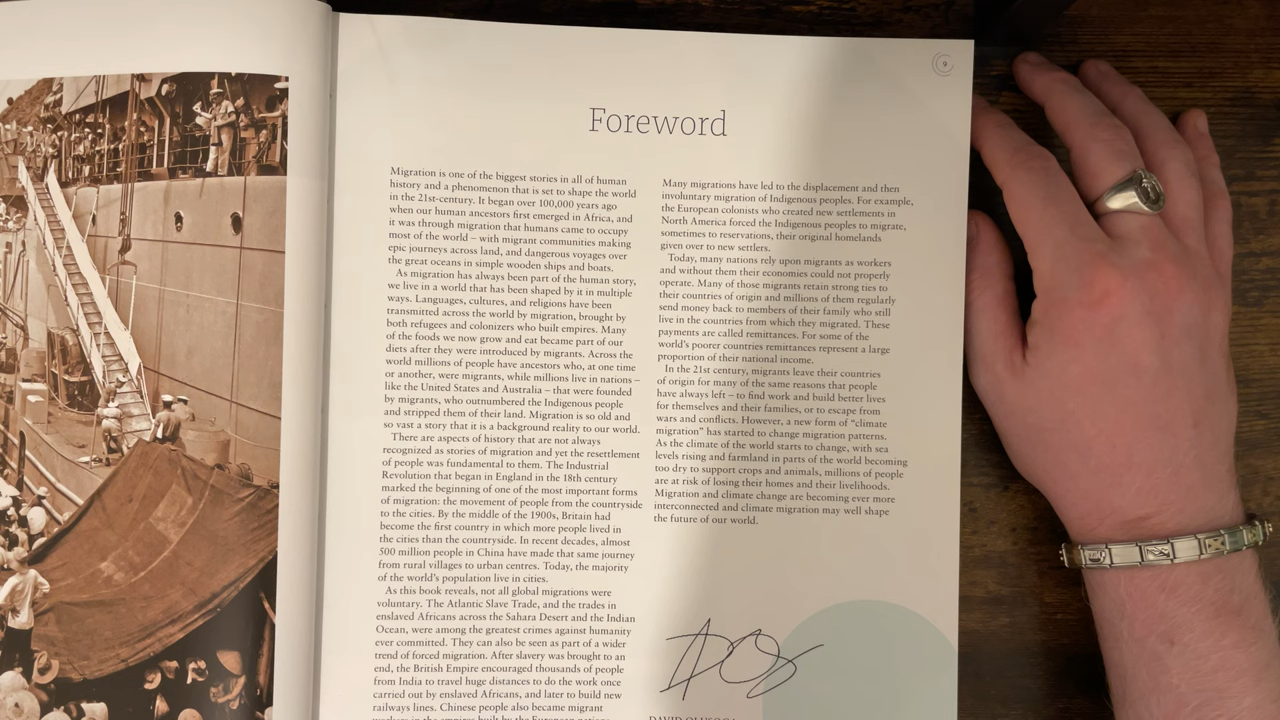 9
Foreword
Migration is one of the biggest stories in all of human
history and a phenomenon that is set to shape the world
in the 21st-century. It began over 100,000 years ago
when our human ancestors first emerged in Africa, and
it was through migration that humans came to occupy
most of the world – with migrant communities making
epic journeys across land, and dangerous voyages over
the great oceans in simple wooden ships and boats.
As migration has always been part of the human story,
we live in a world that has been shaped by it in multiple
ways. Languages, cultures, and religions have been
transmitted across the world by migration, brought by
both refugees and colonizers who built empires. Many
of the foods we now grow and eat became part of our
diets after they were introduced by migrants. Across the
world millions of people have ancestors who, at one time
or another, were migrants, while millions live in nations –
like the United States and Australia – that were founded
by migrants, who outnumbered the Indigenous people
and stripped them of their land. Migration is so old and
so vast a story that it is a background reality to our world.
There are aspects of history that are not always
recognized as stories of migration and yet the resettlement
of people was fundamental to them. The Industrial
Revolution that began in England in the 18th century
marked the beginning of one of the most important forms
of migration: the movement of people from the countryside
to the cities. By the middle of the 1900s, Britain had
become the first country in which more people lived in
the cities than the countryside. In recent decades, almost
500 million people in China have made that same journey
from rural villages to urban centres. Today, the majority
of the world's population live in cities.
As this book reveals, not all global migrations were
voluntary. The Atlantic Slave Trade, and the trades in
enslaved Africans across the Sahara Desert and the Indian
Ocean, were among the greatest crimes against humanity
ever committed. They can also be seen as part of a wider
trend of forced migration. After slavery was brought to an
end, the British Empire encouraged thousands of people
from India to travel huge distances to do the work once
carried out by enslaved Africans, and later to build new
railways lines. Chinese people also became migrant
workers in the empires built by the European nations
Many migrations have led to the displacement and then
involuntary migration of Indigenous peoples. For example,
the European colonists who created new settlements in
North America forced the Indigenous peoples to migrate,
sometimes to reservations, their original homelands
given over to new settlers.
Today, many nations rely upon migrants as workers
and without them their economies could not properly
operate. Many of those migrants retain strong ties to
their countries of origin and millions of them regularly
send money back to members of their family who still
live in the countries from which they migrated. These
payments are called remittances. For some of the
world's poorer countries remittances represent a large
proportion of their national income.
In the 21st century, migrants leave their countries
of origin for many of the same reasons that people
have always left – to find work and build better lives
for themselves and their families, or to escape from
wars and conflicts. However, a new form of "climate
migration" has started to change migration patterns.
As the climate of the world starts to change, with sea
levels rising and farmland in parts of the world becoming
too dry to support crops and animals, millions of people
are at risk of losing their homes and their livelihoods.
Migration and climate change are becoming ever more
interconnected and climate migration may well shape
the future of our world.
DAVID OLUSOGA